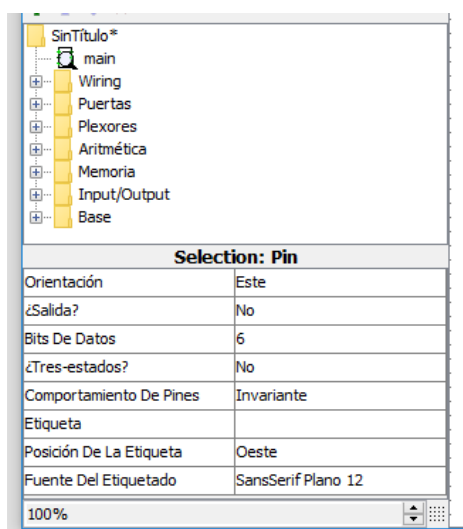 SinTítulo*
main
Wiring
Puertas
Plexores
Aritmética
Memoria
Input/Output
Base
Selection: Pin
Orientación Este
¿Salida? No
Bits De Datos 6
¿Tres-estados? No
Comportamiento De Pines Invariante
Etiqueta
Posición De La Etiqueta Oeste
Fuente Del Etiquetado SansSerif Plano 12
100%